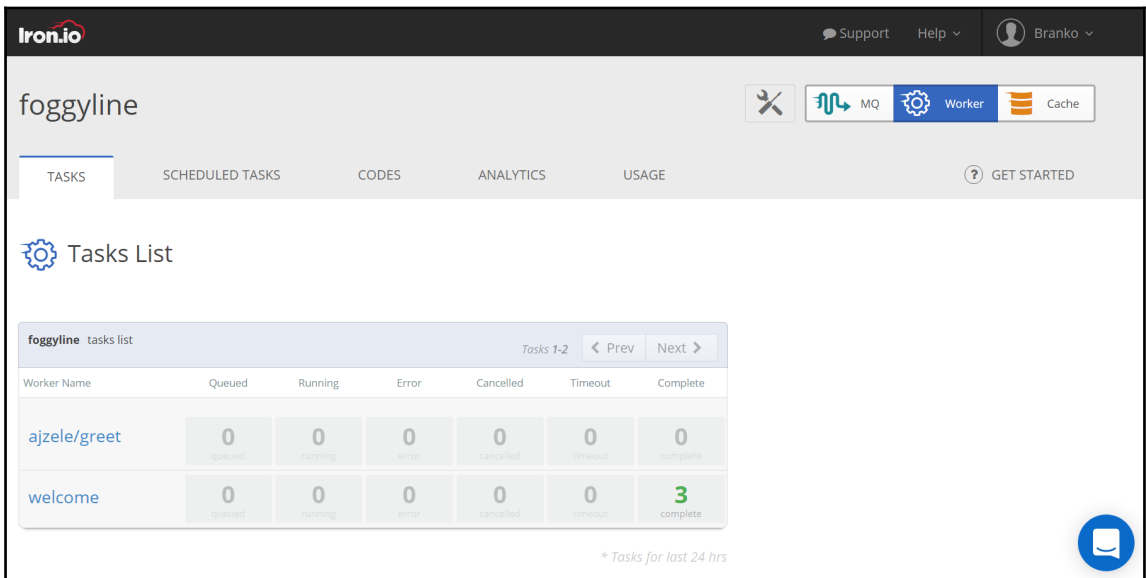 Iron.io
Support Help Branko
foggyline
MQ Worker Cache
TASKS SCHEDULED TASKS CODES ANALYTICS USAGE ? GET STARTED
Tasks List
foggyline tasks list Tasks 1-2 Prev Next
Worker Name Queued Running Error Cancelled Timeout Complete
ajzele/greet 0 0 0 0 0 0
queued running error cancelled timeout complete
welcome 0 0 0 0 0 3
queued running error cancelled timeout complete
* Tasks for last 24 hrs